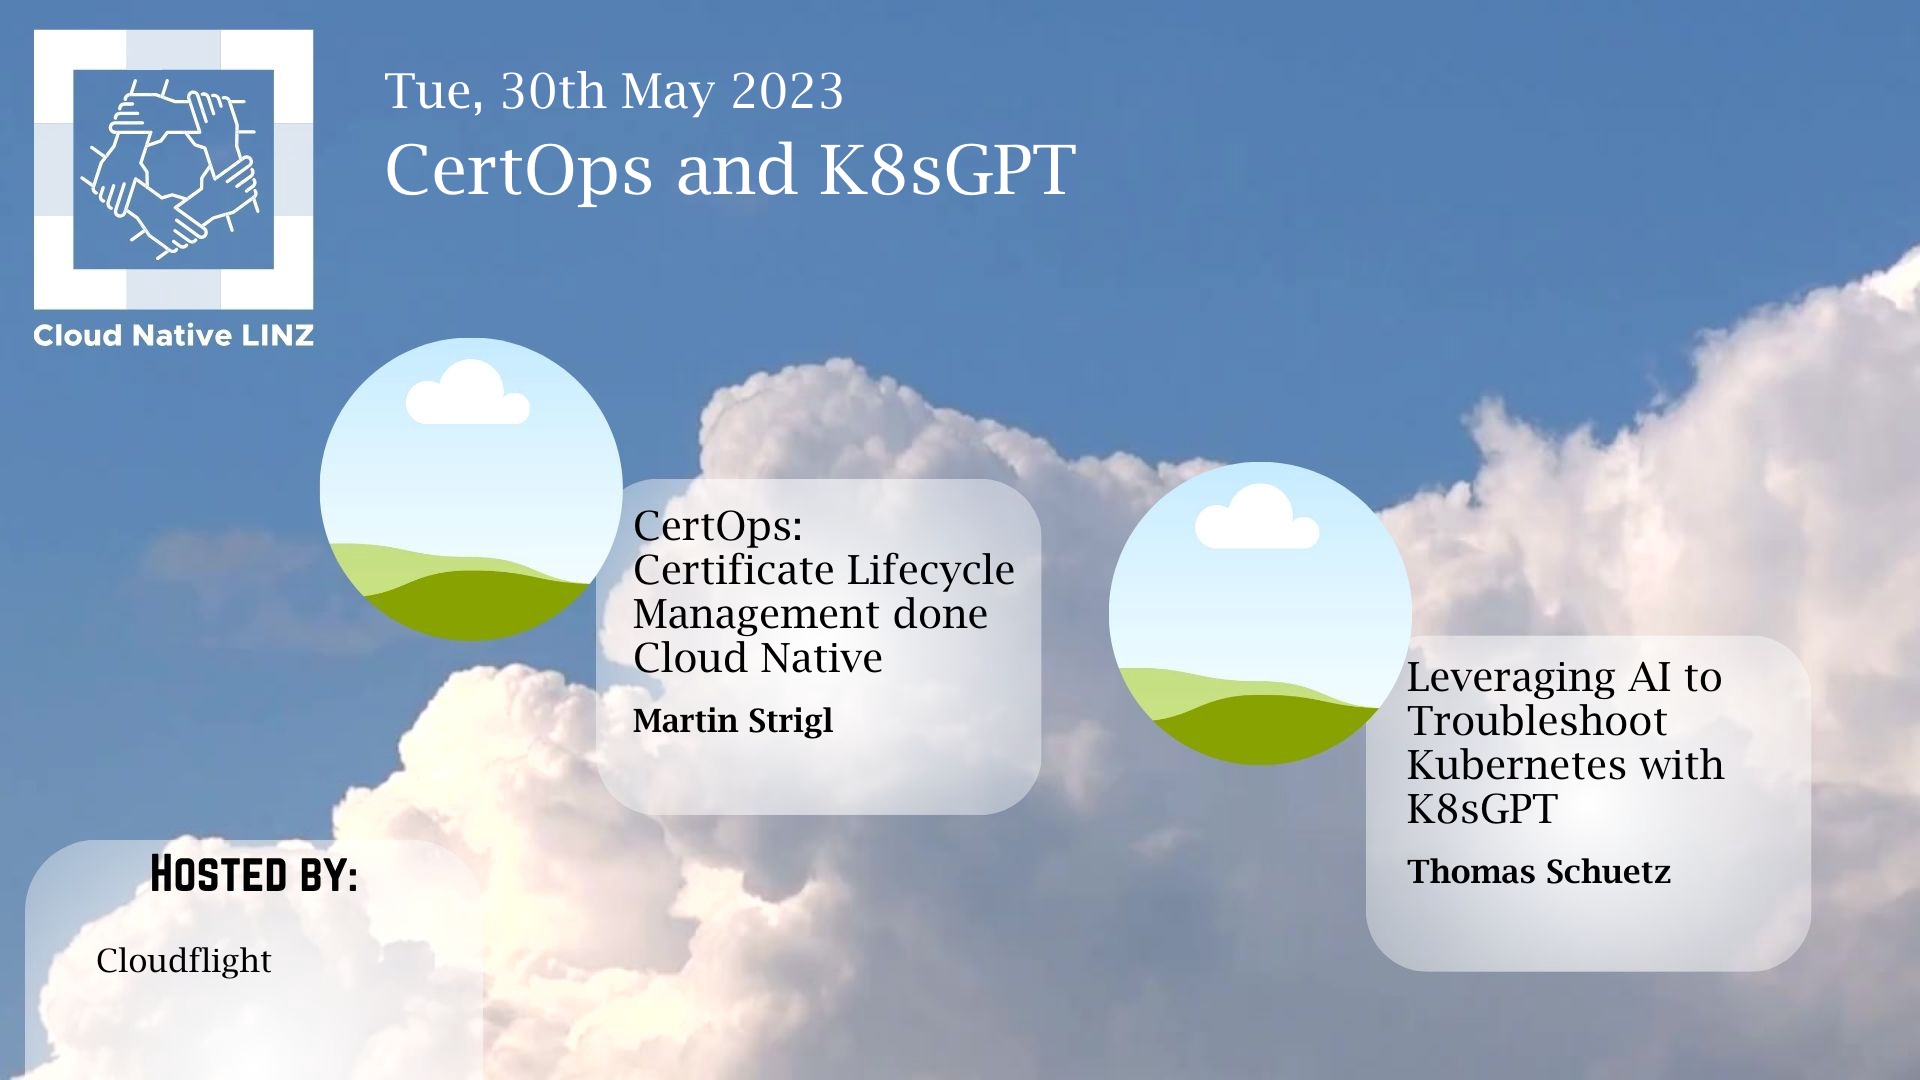 Tue, 30th May 2023
CertOps and K8sGPT
Cloud Native LINZ
CertOps:
Certificate Lifecycle
Management done
Cloud Native
Martin Strigl
Leveraging AI to
Troubleshoot
Kubernetes with
K8sGPT
Thomas Schuetz
HOSTED BY:
Cloudflight